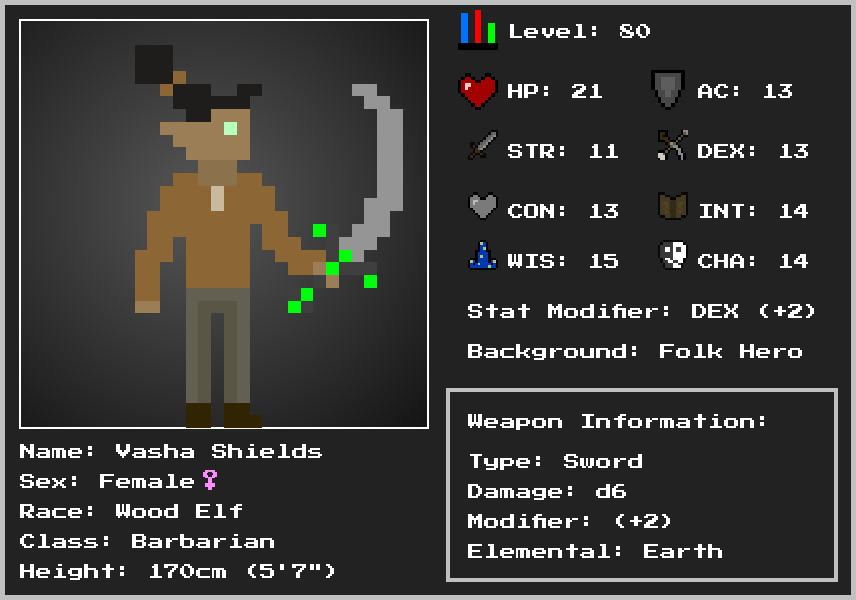 Level: 80
HP: 21 AC: 13
STR: 11 DEX: 13
CON: 13 INT: 14
WIS: 15 CHA: 14
Stat Modifier: DEX (+2)
Background: Folk Hero
Weapon Information:
Type: Sword
Damage: d6
Modifier: (+2)
Elemental: Earth
Name: Vasha Shields
Sex: Female♀
Race: Wood Elf
Class: Barbarian
Height: 170cm (5'7")